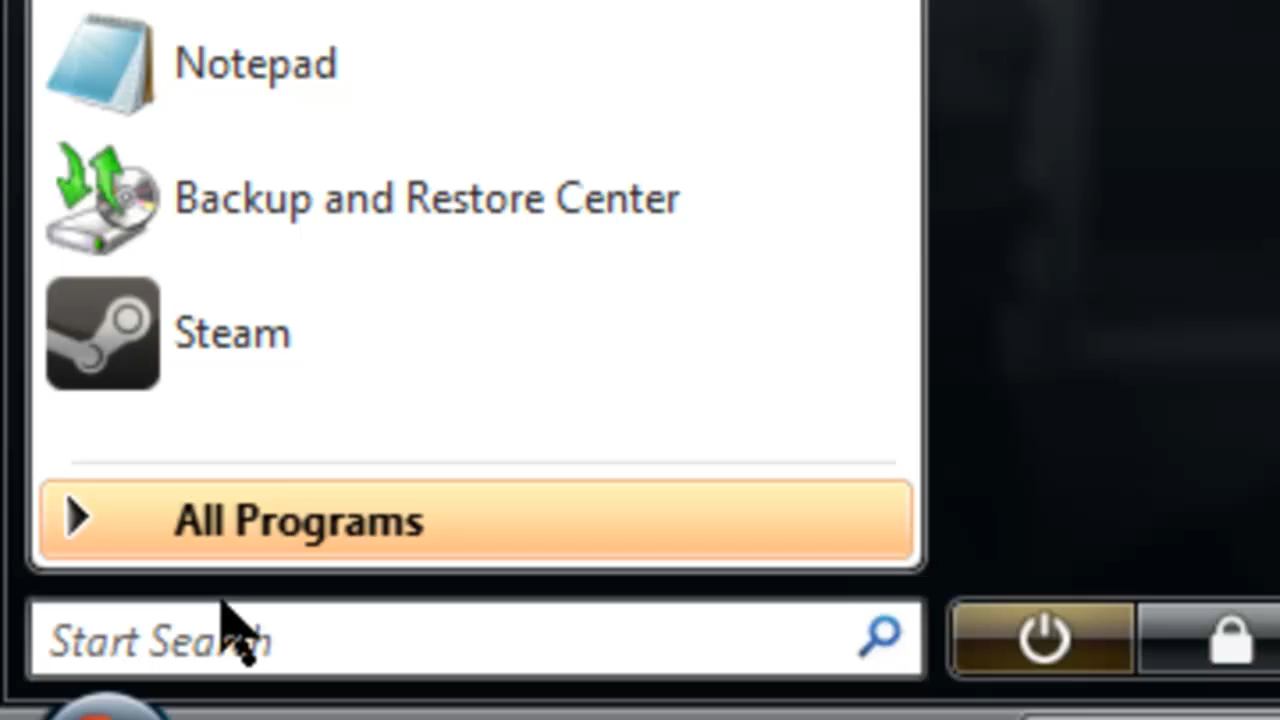 Notepad
Backup and Restore Center
Steam
All Programs
Start Search